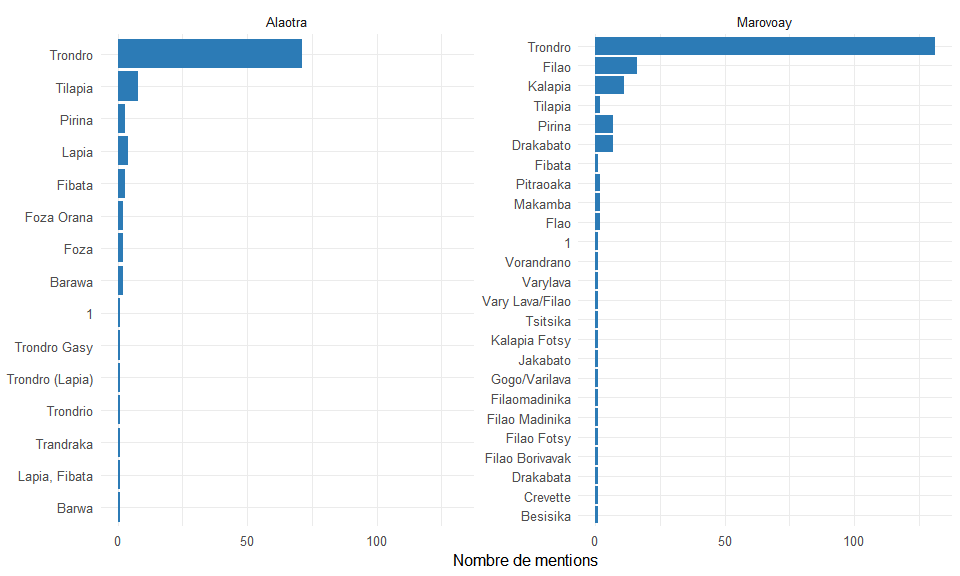 Alaotra
Trondro
Tilapia
Pirina
Lapia
Fibata
Foza Orana
Foza
Barawa
1
Trondro Gasy
Trondro (Lapia)
Trondrio
Trandraka
Lapia, Fibata
Barwa
0
50
100
Marovoay
Trondro
Filao
Kalapia
Tilapia
Pirina
Drakabato
Fibata
Pitraoaka
Makamba
Flao
1
Vorandrano
Varylava
Vary Lava/Filao
Tsitsika
Kalapia Fotsy
Jakabato
Gogo/Varilava
Filaomadinika
Filao Madinika
Filao Fotsy
Filao Borivavak
Drakabata
Crevette
Besisika
0
50
100
Nombre de mentions